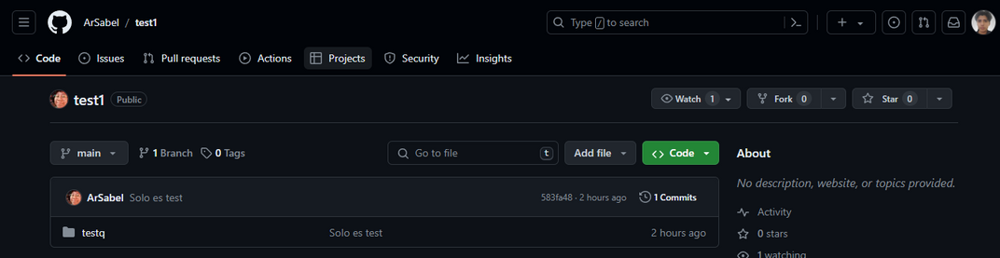 ArSabel / test1
Type / to search
Code Issues Pull requests Actions Projects Security Insights
test1 Public
Watch 1 Fork 0 Star 0
main 1 Branch 0 Tags Go to file t Add file Code
About
No description, website, or topics provided.
ArSabel Solo es test 583fa48 · 2 hours ago 1 Commits
Activity
testq Solo es test 2 hours ago
0 stars
1 watching